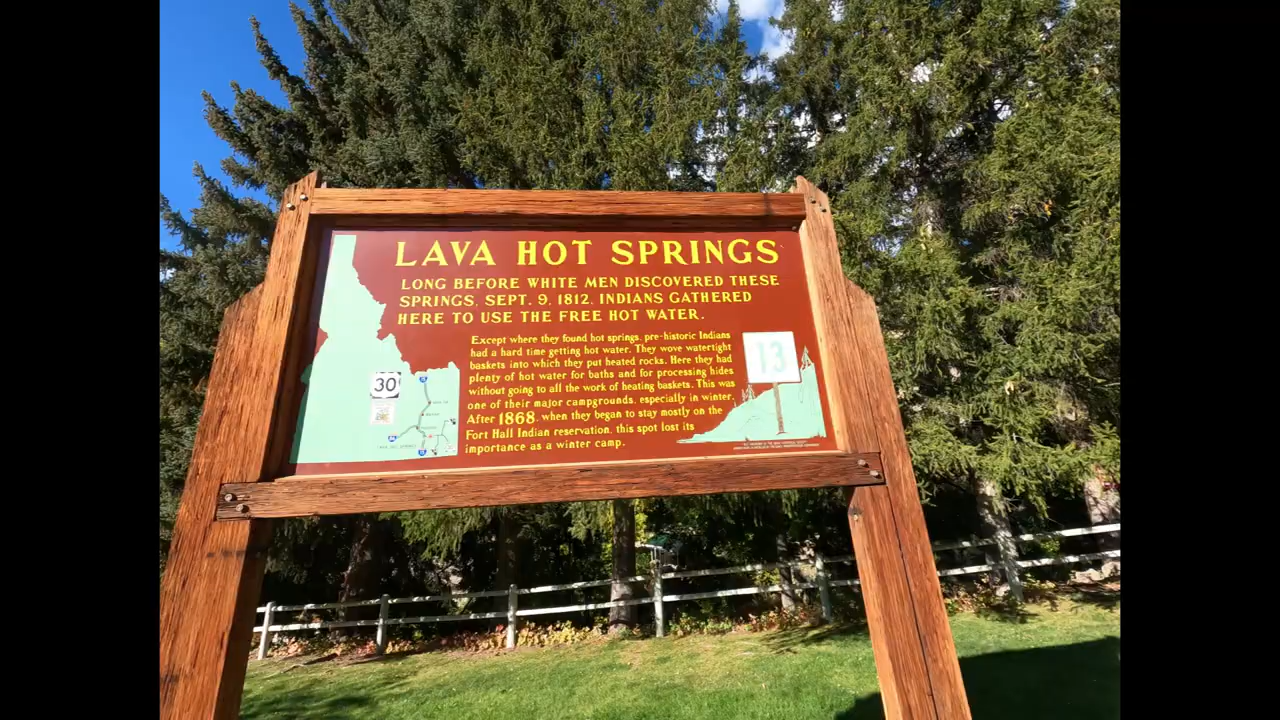 LAVA HOT SPRINGS
LONG BEFORE WHITE MEN DISCOVERED THESE
SPRINGS, SEPT. 9, 1812, INDIANS GATHERED
HERE TO USE THE FREE HOT WATER.
Except where they found hot springs, pre-historic Indians
had a hard time getting hot water. They wove watertight
baskets into which they put heated rocks. Here they had
plenty of hot water for baths and for processing hides
without going to all the work of heating baskets. This was
one of their major campgrounds, especially in winter.
After 1868, when they began to stay mostly on the
Fort Hall Indian reservation, this spot lost its
importance as a winter camp.
13
30